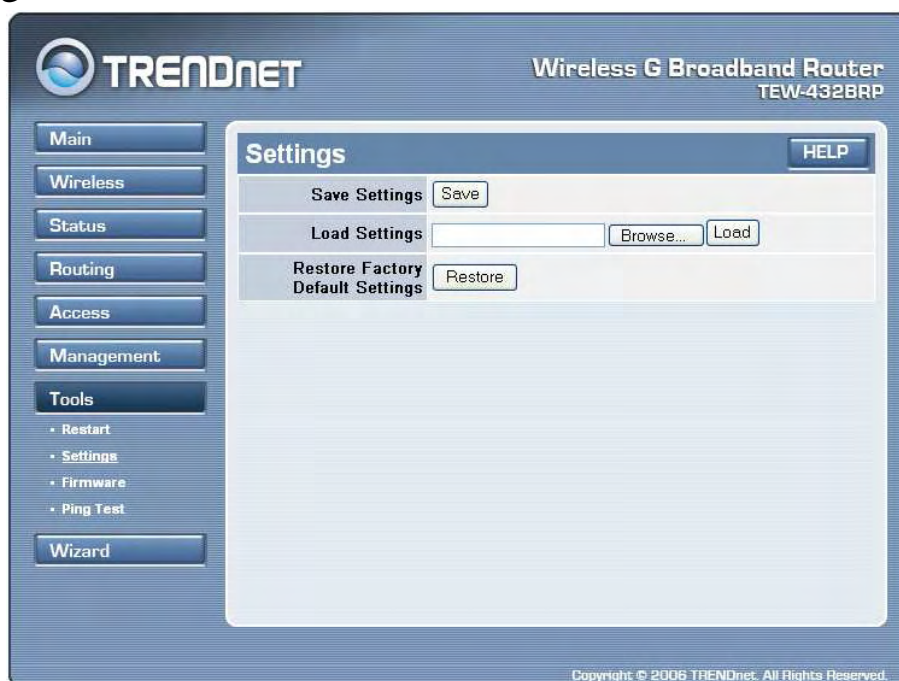 TRENDNET
Wireless G Broadband Router
TEW-432BRP
Main
Wireless
Status
Routing
Access
Management
Tools
• Restart
• Settings
• Firmware
• Ping Test
Wizard
Settings
HELP
Save Settings Save
Load Settings Browse... Load
Restore Factory
Default Settings Restore
Copyright © 2006 TRENDnet. All Rights Reserved.